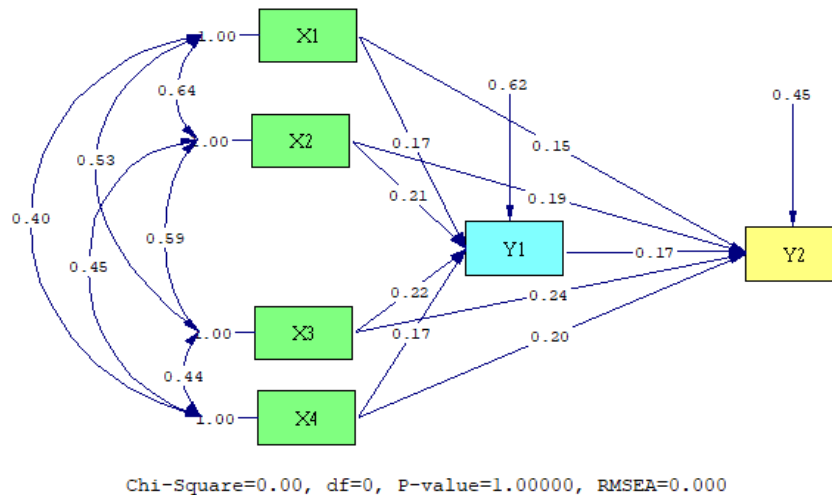 1.00 X1
0.62
0.45
0.64
0.17
0.15
1.00 X2
0.53
0.21
0.19
0.40
0.59
0.45
Y1
0.17
Y2
0.22
0.24
1.00 X3
0.17
0.20
0.44
1.00 X4
Chi-Square=0.00, df=0, P-value=1.00000, RMSEA=0.000